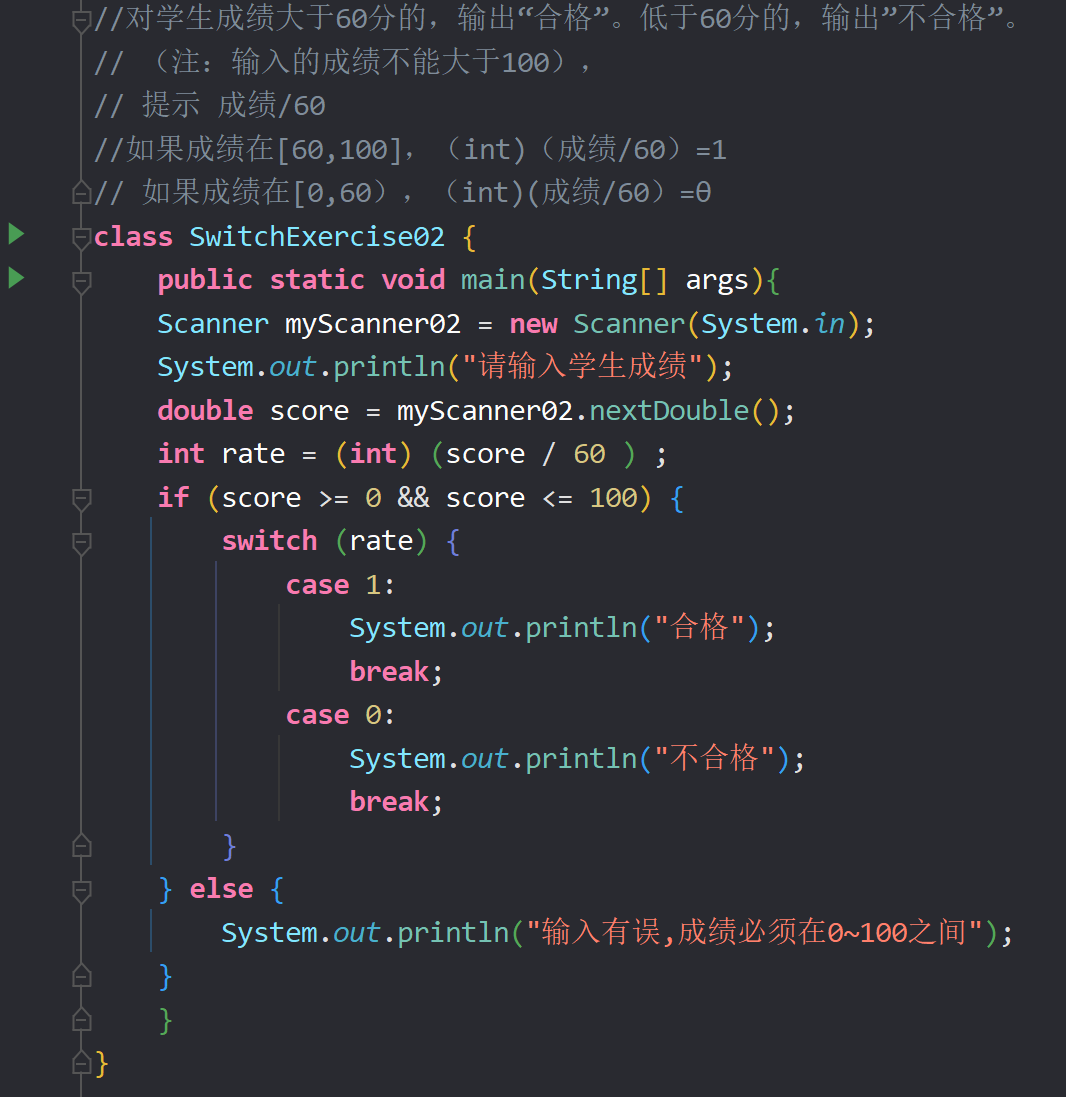 //对学生成绩大于60分的，输出“合格”。低于60分的，输出”不合格”。
// （注：输入的成绩不能大于100），
// 提示 成绩/60
//如果成绩在[60,100]，（int)（成绩/60）=1
// 如果成绩在[0,60），（int)(成绩/60）=θ
class SwitchExercise02 {
public static void main(String[] args){
Scanner myScanner02 = new Scanner(System.in);
System.out.println("请输入学生成绩");
double score = myScanner02.nextDouble();
int rate = (int) (score / 60 ) ;
if (score >= 0 && score <= 100) {
switch (rate) {
case 1:
System.out.println("合格");
break;
case 0:
System.out.println("不合格");
break;
}
} else {
System.out.println("输入有误,成绩必须在0~100之间");
}
}
}